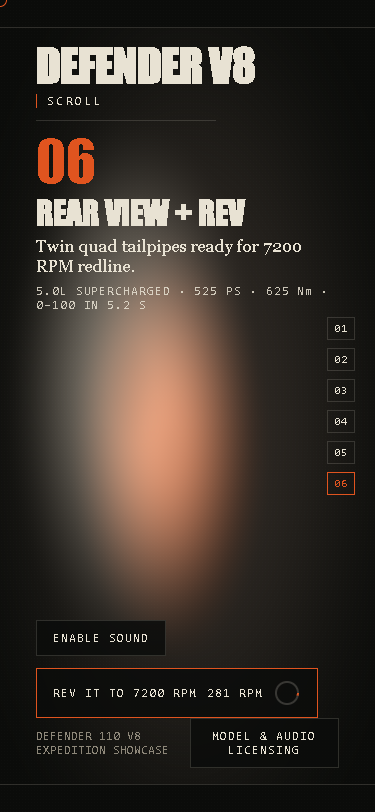 DEFENDER V8
SCROLL
06
REAR VIEW + REV
Twin quad tailpipes ready for 7200
RPM redline.
5.0L SUPERCHARGED · 525 PS · 625 Nm ·
0–100 IN 5.2 S
01
02
03
04
05
06
ENABLE SOUND
REV IT TO 7200 RPM 281 RPM
DEFENDER 110 V8
EXPEDITION SHOWCASE
MODEL & AUDIO
LICENSING